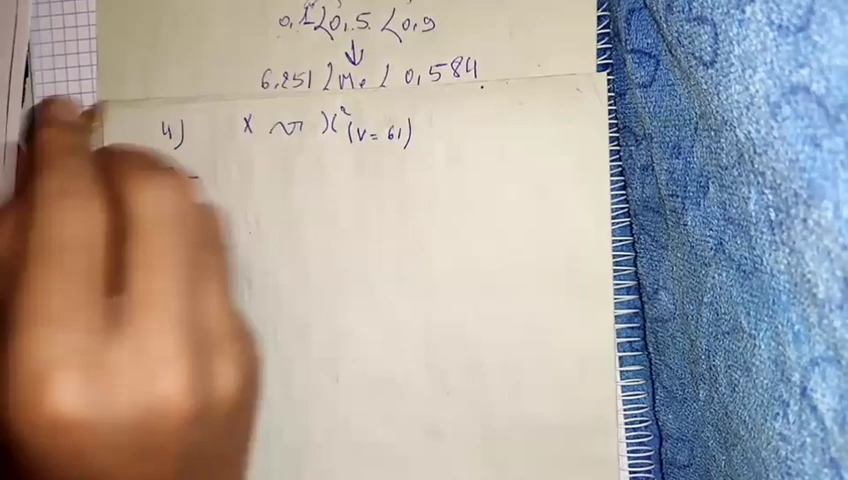 0,1<0,5<0,9
↓
6,251<Me<0,584
4) X ~> χ²(v=61)